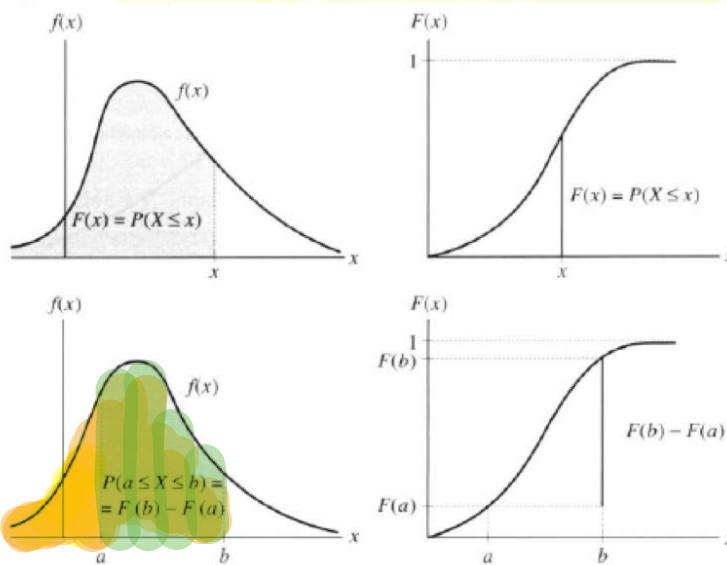 f(x)
f(x)
F(x) = P(X ≤ x)
x
x
F(x)
1
F(x) = P(X ≤ x)
x
f(x)
f(x)
P(a ≤ X ≤ b) =
= F (b) − F (a)
x
a
b
F(x)
1
F(b)
F(b) − F(a)
F(a)
a
b